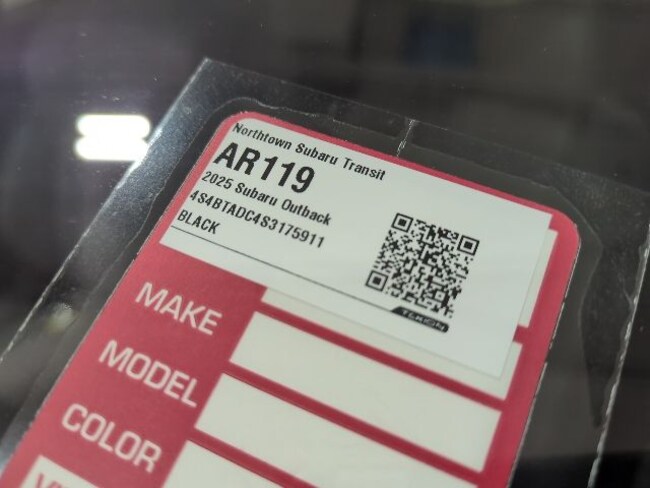 Northtown Subaru Transit
AR119
2025 Subaru Outback
4S4BTADC4S3175911
BLACK
MAKE
MODEL
COLOR